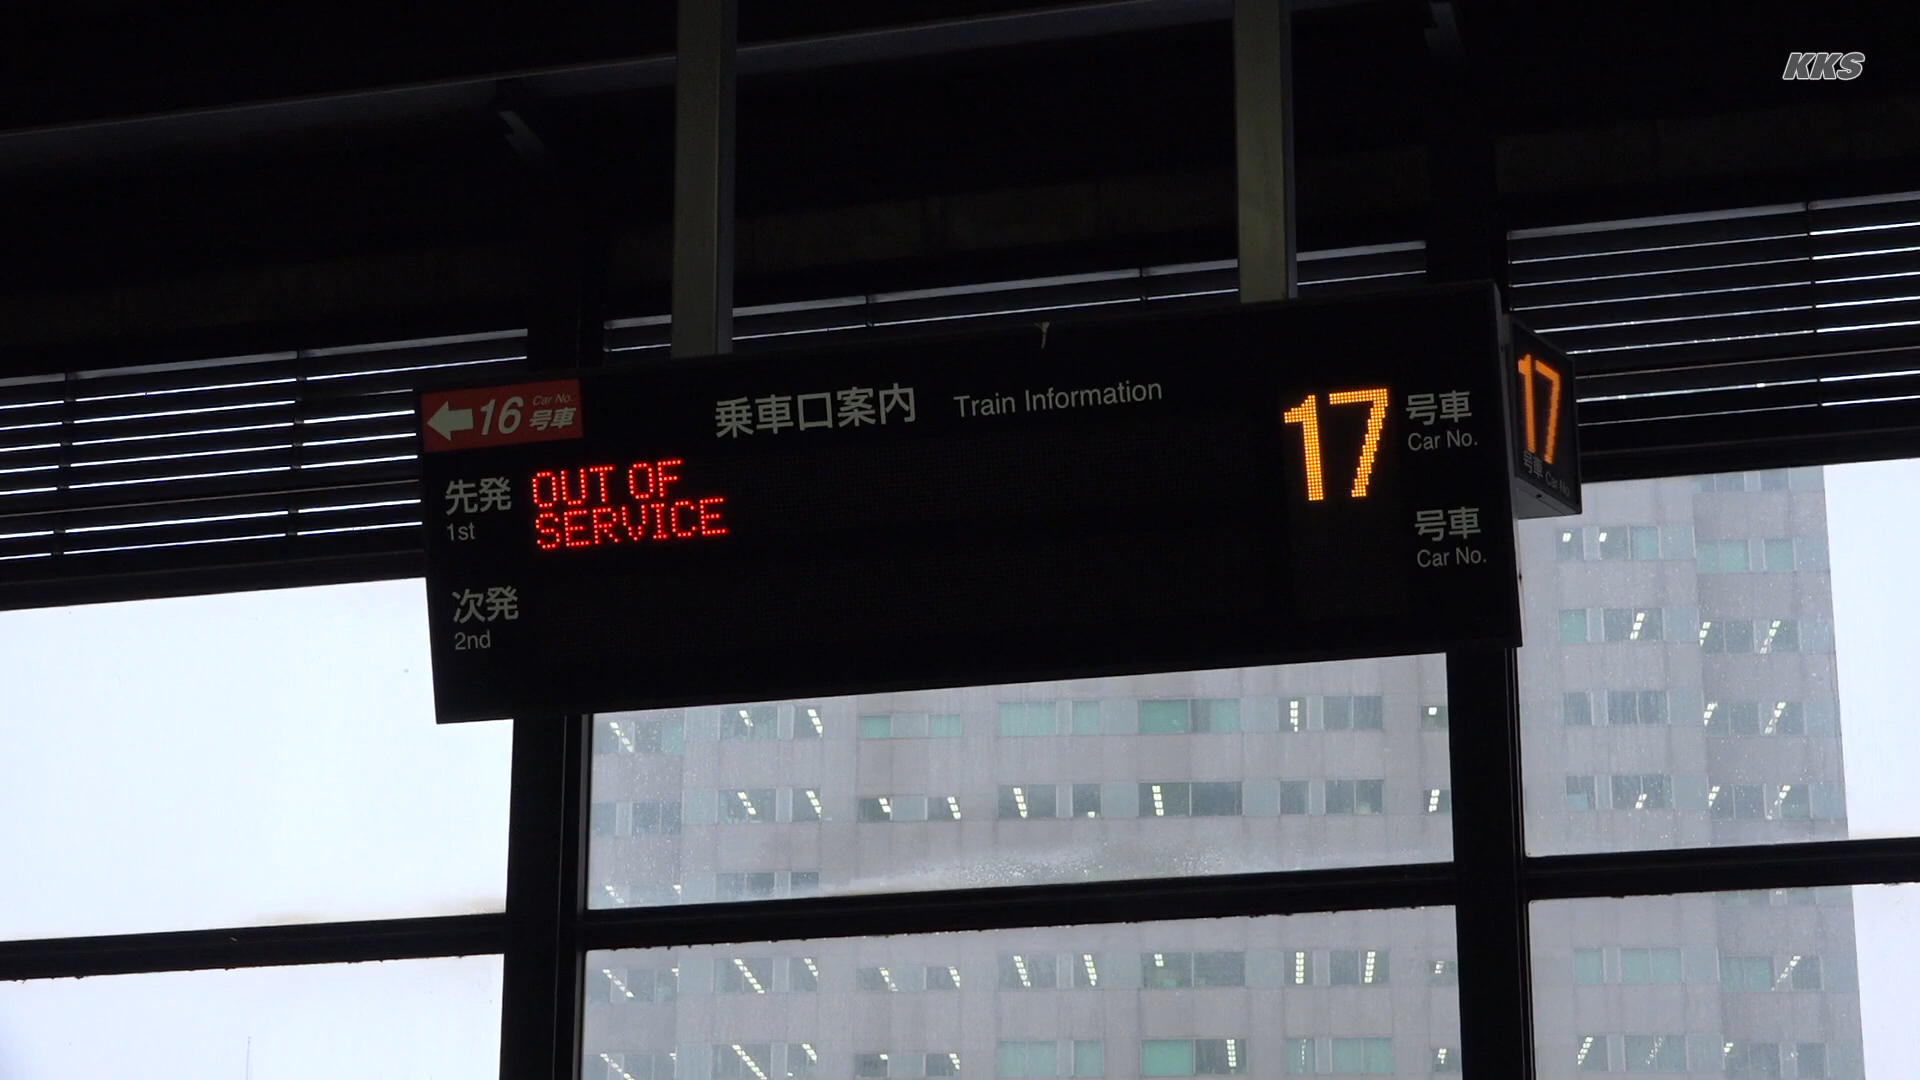 KKS
16 Car No. 号車
乗車口案内 Train Information
17 号車
Car No.
17
号車 Car No.
先発
1st
OUT OF
SERVICE
号車
Car No.
次発
2nd